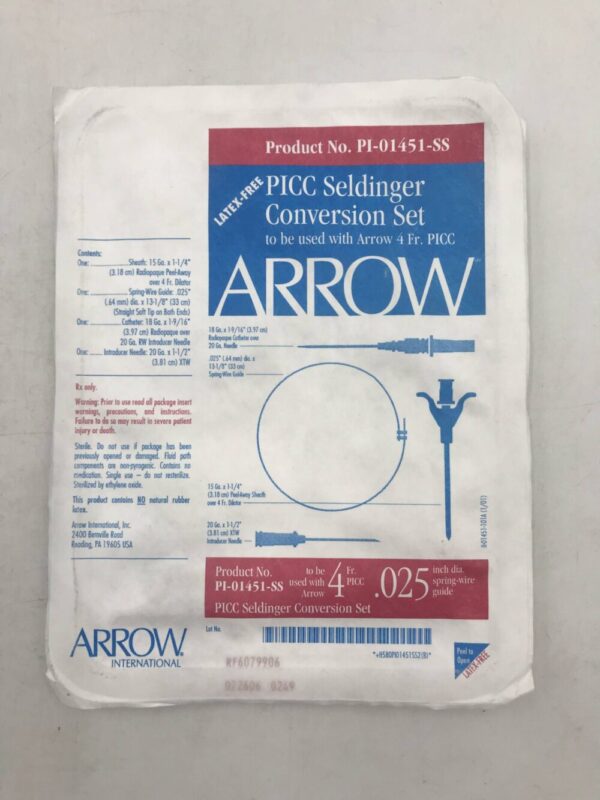 Product No. PI-01451-SS
LATEX-FREE
PICC Seldinger
Conversion Set
to be used with Arrow 4 Fr. PICC
ARROW
Contents:
One: ............Sheath: 15 Ga. x 1-1/4"
(3.18 cm) Radiopaque Peel-Away
over 4 Fr. Dilator
One: ............Spring-Wire Guide: .025"
(.64 mm) dia. x 13-1/8" (33 cm)
(Straight Soft Tip on Both Ends)
One: ............Catheter: 18 Ga. x 1-9/16"
(3.97 cm) Radiopaque over
20 Ga. RW Introducer Needle
One: ......Introducer Needle: 20 Ga. x 1-1/2"
(3.81 cm) XTW
Rx only.
Warning: Prior to use read all package insert
warnings, precautions, and instructions.
Failure to do so may result in severe patient
injury or death.
Sterile. Do not use if package has been
previously opened or damaged. Fluid path
components are non-pyrogenic. Contains no
medication. Single use – do not resterilize.
Sterilized by ethylene oxide.
This product contains NO natural rubber
latex.
Arrow International, Inc.
2400 Bernville Road
Reading, PA 19605 USA
18 Ga. x 1-9/16" (3.97 cm)
Radiopaque Catheter over
20 Ga. Needle
.025" (.64 mm) dia. x
13-1/8" (33 cm)
Spring-Wire Guide
15 Ga. x 1-1/4"
(3.18 cm) Peel-Away Sheath
over 4 Fr. Dilator
20 Ga. x 1-1/2"
(3.81 cm) XTW
Introducer Needle
II-01451-101A (1/01)
Product No.
PI-01451-SS
to be
used with
Arrow
4 Fr.
PICC
.025 inch dia.
spring-wire
guide
PICC Seldinger Conversion Set
ARROW
INTERNATIONAL
Lot No.
RF6079906
*+H580PI01451SS2(R)*
Peel to
Open
LATEX-FREE